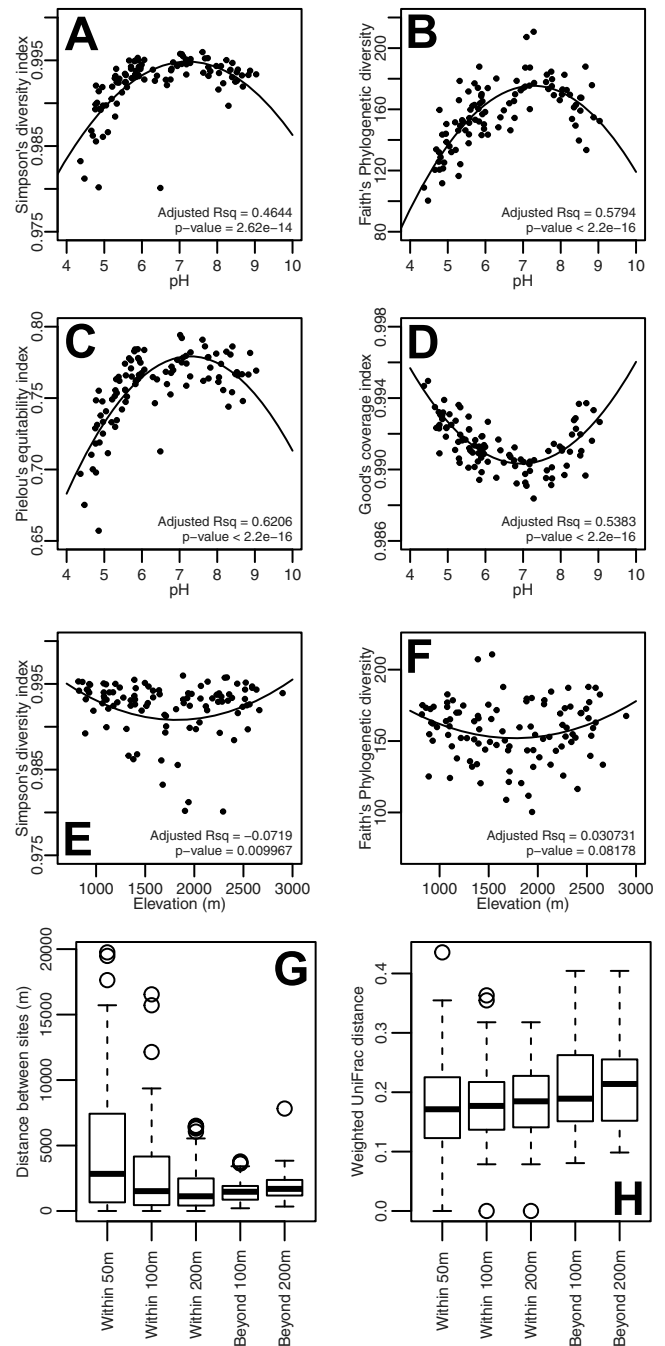 A
Simpson's diversity index
0.975 0.985 0.995
Adjusted Rsq = 0.4644
p−value = 2.62e−14
4 5 6 7 8 9 10
pH
B
Faith's Phylogenetic diversity
80 120 160 200
Adjusted Rsq = 0.5794
p−value < 2.2e−16
4 5 6 7 8 9 10
pH
C
Pielou's equitability index
0.65 0.70 0.75 0.80
Adjusted Rsq = 0.6206
p−value < 2.2e−16
4 5 6 7 8 9 10
pH
D
Good's coverage index
0.986 0.990 0.994 0.998
Adjusted Rsq = 0.5383
p−value < 2.2e−16
4 5 6 7 8 9 10
pH
E
Simpson's diversity index
0.975 0.985 0.995
Adjusted Rsq = −0.0719
p−value = 0.009967
1000 1500 2000 2500 3000
Elevation (m)
F
Faith's Phylogenetic diversity
100 150 200
Adjusted Rsq = 0.030731
p−value = 0.08178
1000 1500 2000 2500 3000
Elevation (m)
G
Distance between sites (m)
0 5000 10000 15000 20000
Within 50m
Within 100m
Within 200m
Beyond 100m
Beyond 200m
H
Weighted UniFrac distance
0.0 0.1 0.2 0.3 0.4
Within 50m
Within 100m
Within 200m
Beyond 100m
Beyond 200m